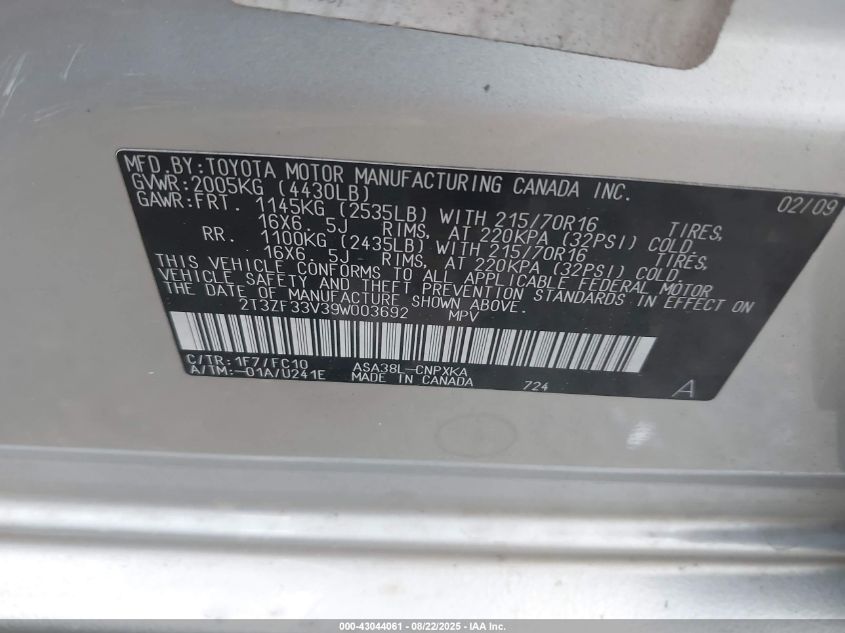 MFD.BY:TOYOTA MOTOR MANUFACTURING CANADA INC.
02/09
GVWR:2005KG (4430LB)
GAWR:FRT. 1145KG (2535LB) WITH 215/70R16 TIRES,
16X6. 5J RIMS, AT 220KPA (32PSI) COLD.
RR. 1100KG (2435LB) WITH 215/70R16 TIRES,
16X6. 5J RIMS, AT 220KPA (32PSI) COLD.
THIS VEHICLE CONFORMS TO ALL APPLICABLE FEDERAL MOTOR
VEHICLE SAFETY AND THEFT PREVENTION STANDARDS IN EFFECT ON
THE DATE OF MANUFACTURE SHOWN ABOVE.
2T3ZF33V39W003692 MPV
C/TR:1F7/FC10 ASA38L-CNPXKA
A/TM:-01A/U241E MADE IN CANADA 724 A
000-43044061 - 08/22/2025 - IAA Inc.